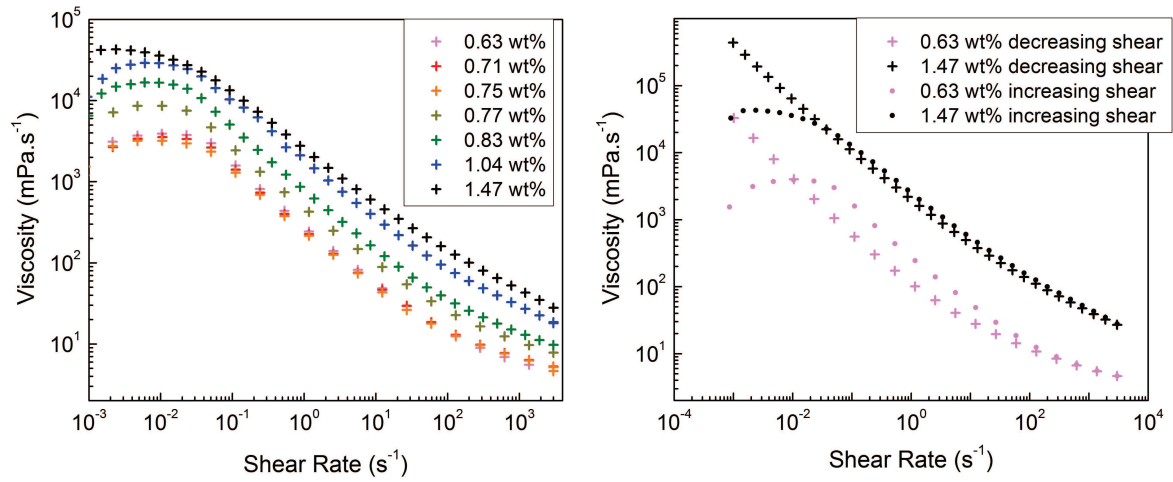 10^5
10^4
10^3
10^2
10^1
10^-3
10^-2
10^-1
10^0
10^1
10^2
10^3
Viscosity (mPa.s^-1)
Shear Rate (s^-1)
0.63 wt%
0.71 wt%
0.75 wt%
0.77 wt%
0.83 wt%
1.04 wt%
1.47 wt%
10^5
10^4
10^3
10^2
10^1
10^-4
10^-2
10^0
10^2
10^4
Viscosity (mPa.s^-1)
Shear Rate (s^-1)
0.63 wt% decreasing shear
1.47 wt% decreasing shear
0.63 wt% increasing shear
1.47 wt% increasing shear